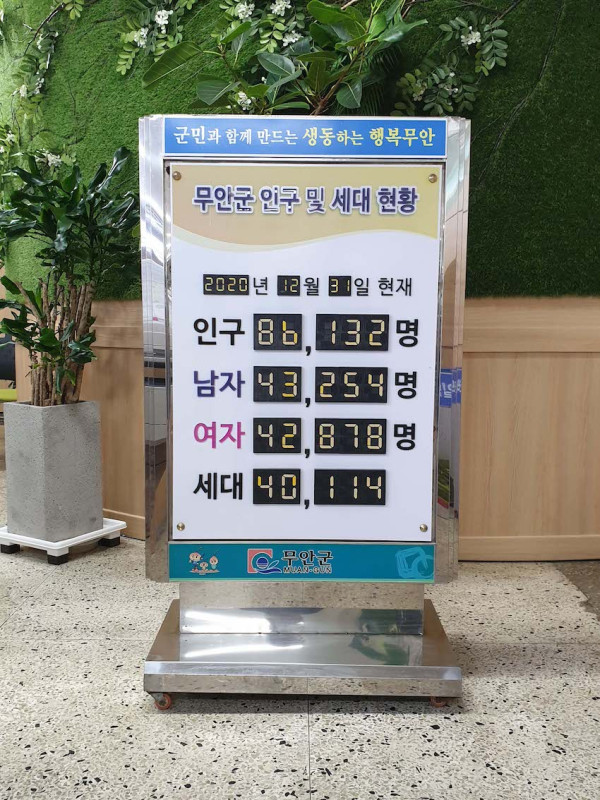 군민과 함께 만드는 생동하는 행복무안
무안군 인구 및 세대 현황
2020년 12월 31일 현재
인구 86,132명
남자 43,254명
여자 42,878명
세대 40,114
무안군
MUAN-GUN